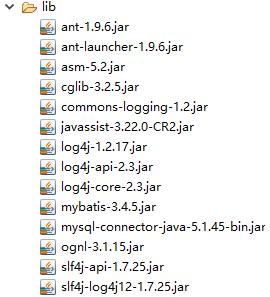 lib
ant-1.9.6.jar
ant-launcher-1.9.6.jar
asm-5.2.jar
cglib-3.2.5.jar
commons-logging-1.2.jar
javassist-3.22.0-CR2.jar
log4j-1.2.17.jar
log4j-api-2.3.jar
log4j-core-2.3.jar
mybatis-3.4.5.jar
mysql-connector-java-5.1.45-bin.jar
ognl-3.1.15.jar
slf4j-api-1.7.25.jar
slf4j-log4j12-1.7.25.jar